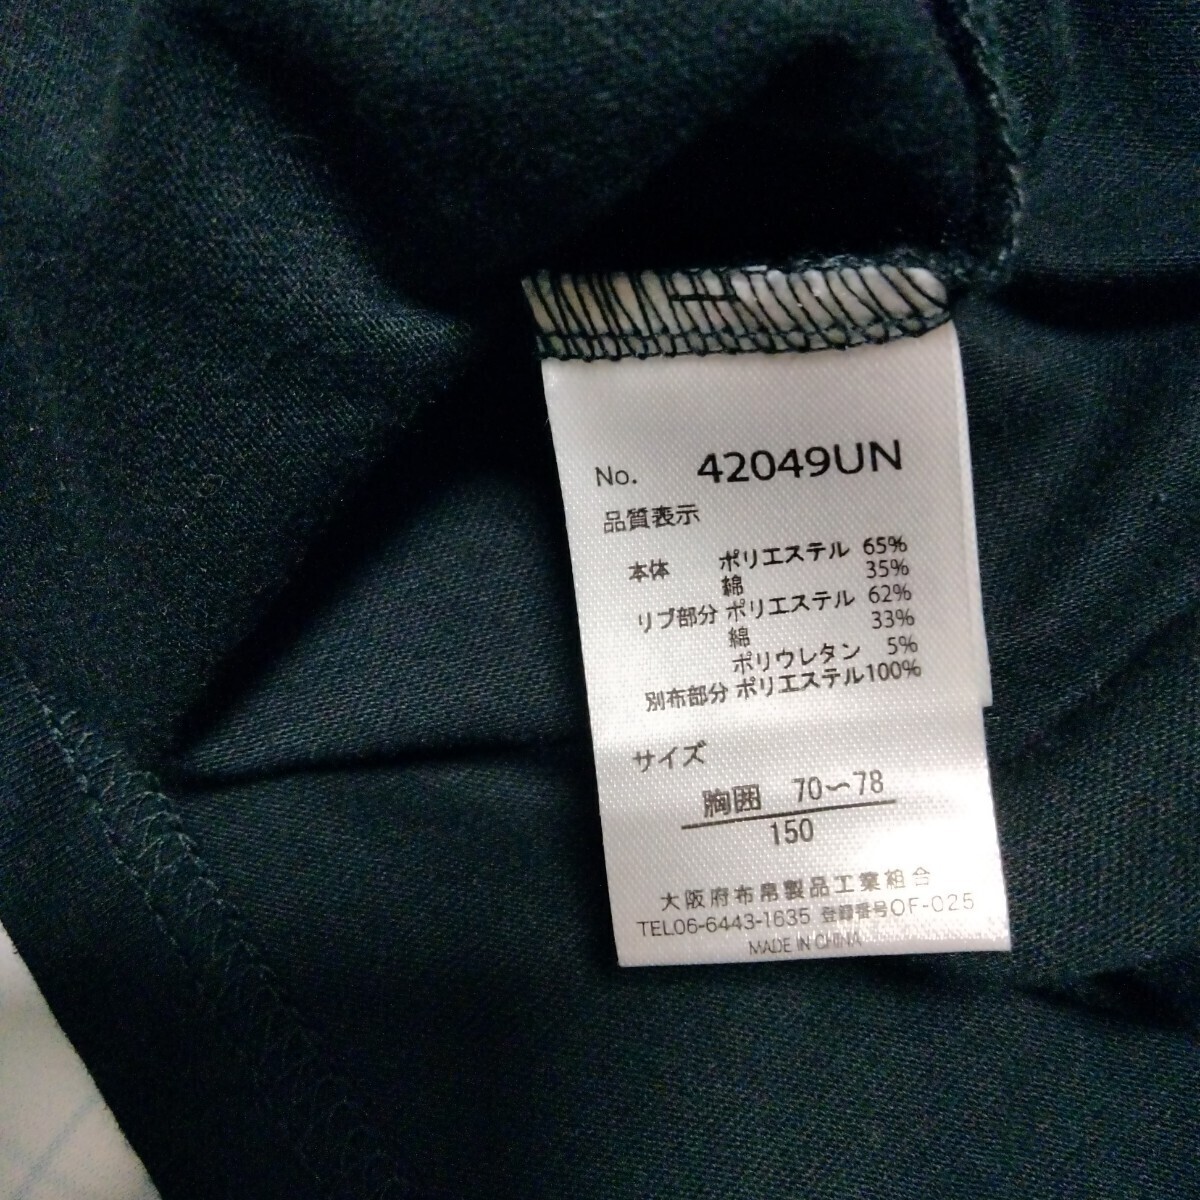 No. 42049UN
品質表示
本体 ポリエステル 65%
綿 35%
リブ部分 ポリエステル 62%
綿 33%
ポリウレタン 5%
別布部分 ポリエステル100%
サイズ
胸囲 70〜78
150
大阪府布帛製品工業組合
TEL06-6443-1635 登録番号OF-025
MADE IN CHINA